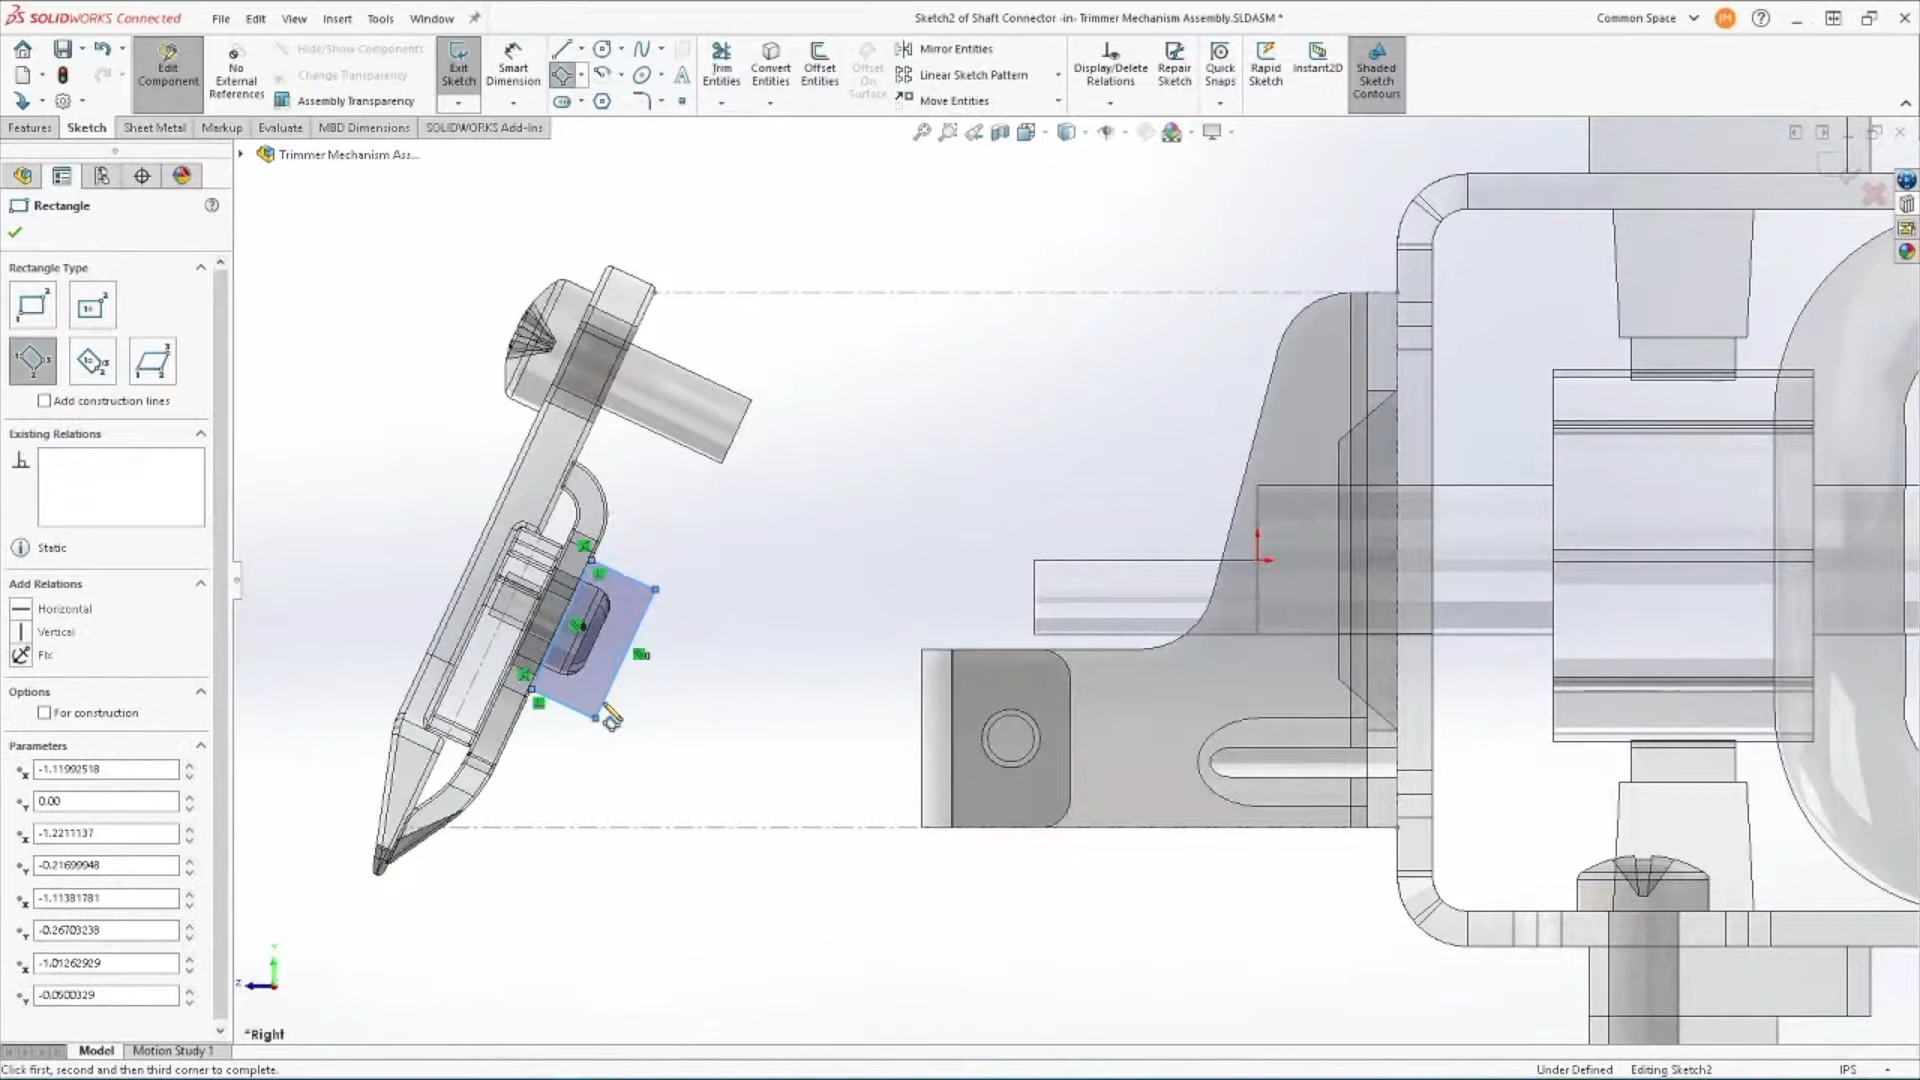 SOLIDWORKS Connected
File Edit View Insert Tools Window
Sketch2 of Shaft Connector -in- Trimmer Mechanism Assembly.SLDASM *
Common Space
Edit Component
No External References
Hide/Show Components
Change Transparency
Assembly Transparency
Exit Sketch
Smart Dimension
Trim Entities
Convert Entities
Offset Entities
Offset On Surface
Mirror Entities
Linear Sketch Pattern
Move Entities
Display/Delete Relations
Repair Sketch
Quick Snaps
Rapid Sketch
Instant2D
Shaded Sketch Contours
Features Sketch Sheet Metal Markup Evaluate MBD Dimensions SOLIDWORKS Add-Ins
Trimmer Mechanism Ass...
Rectangle
Rectangle Type
Add construction lines
Existing Relations
Static
Add Relations
Horizontal
Vertical
Fix
Options
For construction
Parameters
-1.11992518
0.00
-1.2211137
-0.21699948
-1.11381781
-0.26703238
-1.01262929
-0.0500329
Y
Z
*Right
Model Motion Study 1
Click first, second and then third corner to complete.
Under Defined Editing Sketch2 IPS